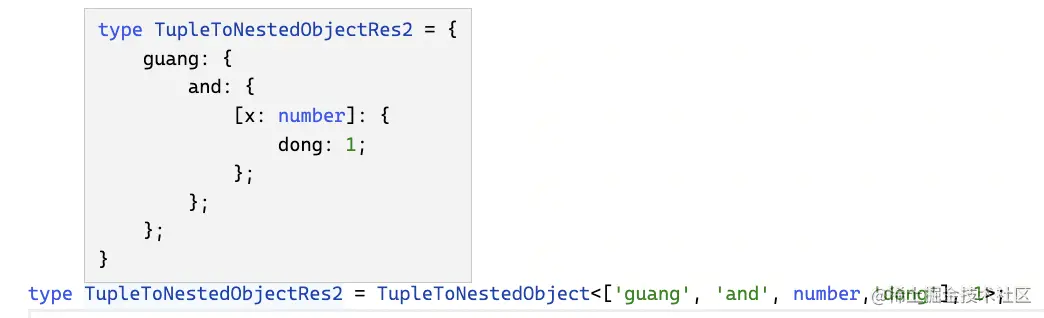 type TupleToNestedObjectRes2 = {
guang: {
and: {
[x: number]: {
dong: 1;
};
};
};
}
type TupleToNestedObjectRes2 = TupleToNestedObject<['guang', 'and', number, 'dong'], 1>;
@稀土掘金技术社区